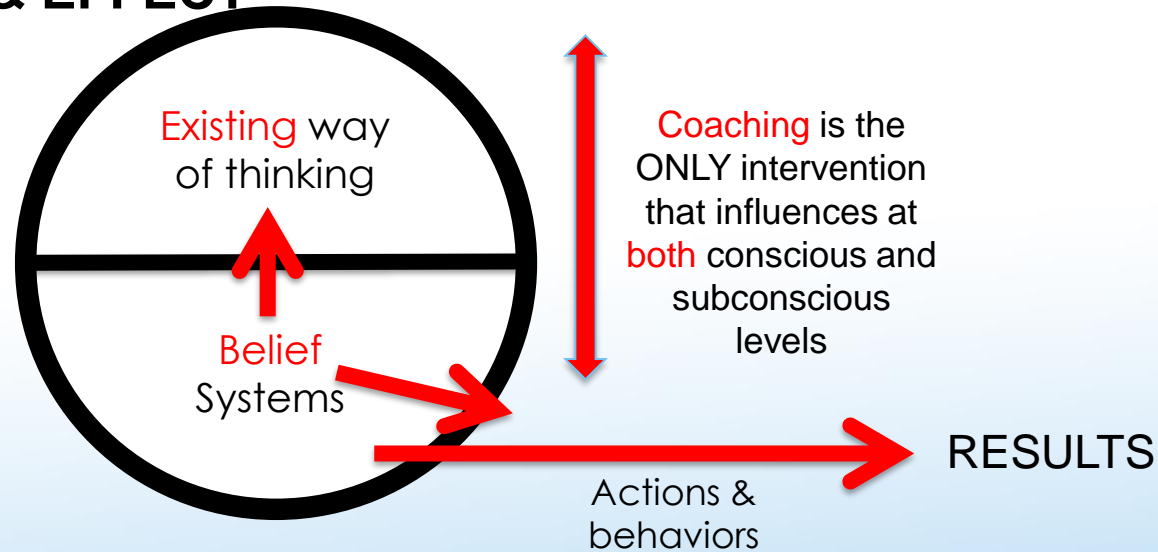 & EFFECT
Existing way
of thinking
Belief
Systems
Coaching is the
ONLY intervention
that influences at
both conscious and
subconscious
levels
RESULTS
Actions &
behaviors